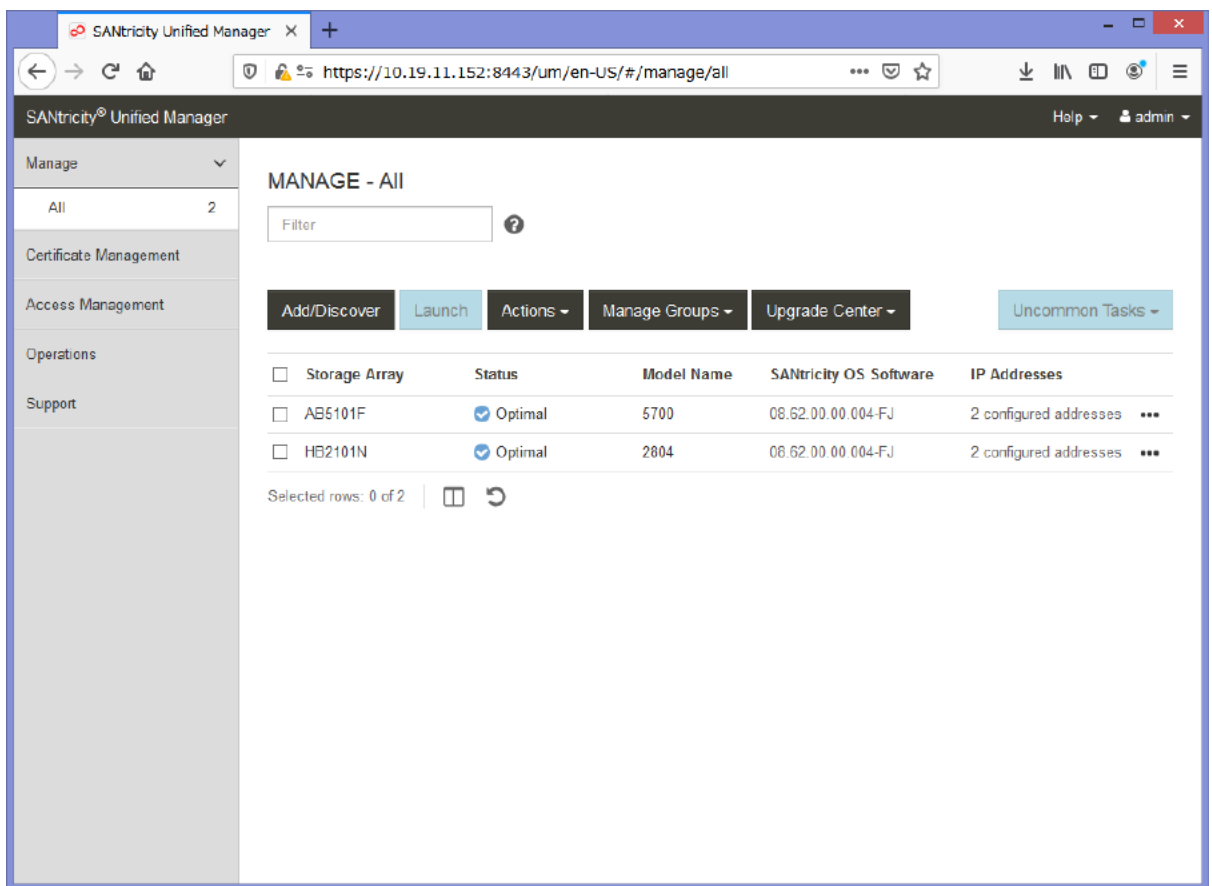 SANtricity Unified Manager
https://10.19.11.152:8443/um/en-US/#/manage/all
SANtricity® Unified Manager
Help
admin
Manage
All 2
Certificate Management
Access Management
Operations
Support
MANAGE - All
Filter
Add/Discover Launch Actions Manage Groups Upgrade Center Uncommon Tasks
Storage Array Status Model Name SANtricity OS Software IP Addresses
AB5101F Optimal 5700 08.62.00.00.004-FJ 2 configured addresses
HB2101N Optimal 2804 08.62.00.00.004-FJ 2 configured addresses
Selected rows: 0 of 2